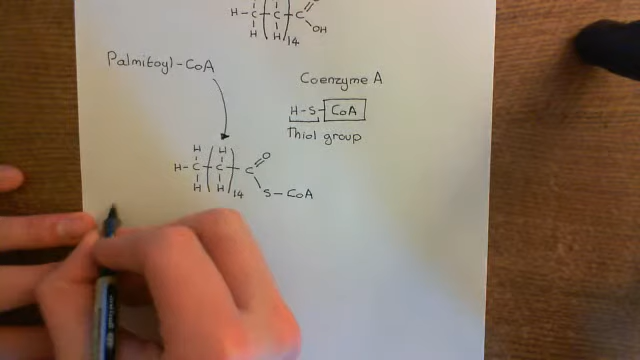 H-C-(C)-C=O
H H 14 OH
Palmitoyl-CoA
Coenzyme A
H-S-CoA
Thiol group
H H O
H-C-(C)-C
H H 14 S-CoA